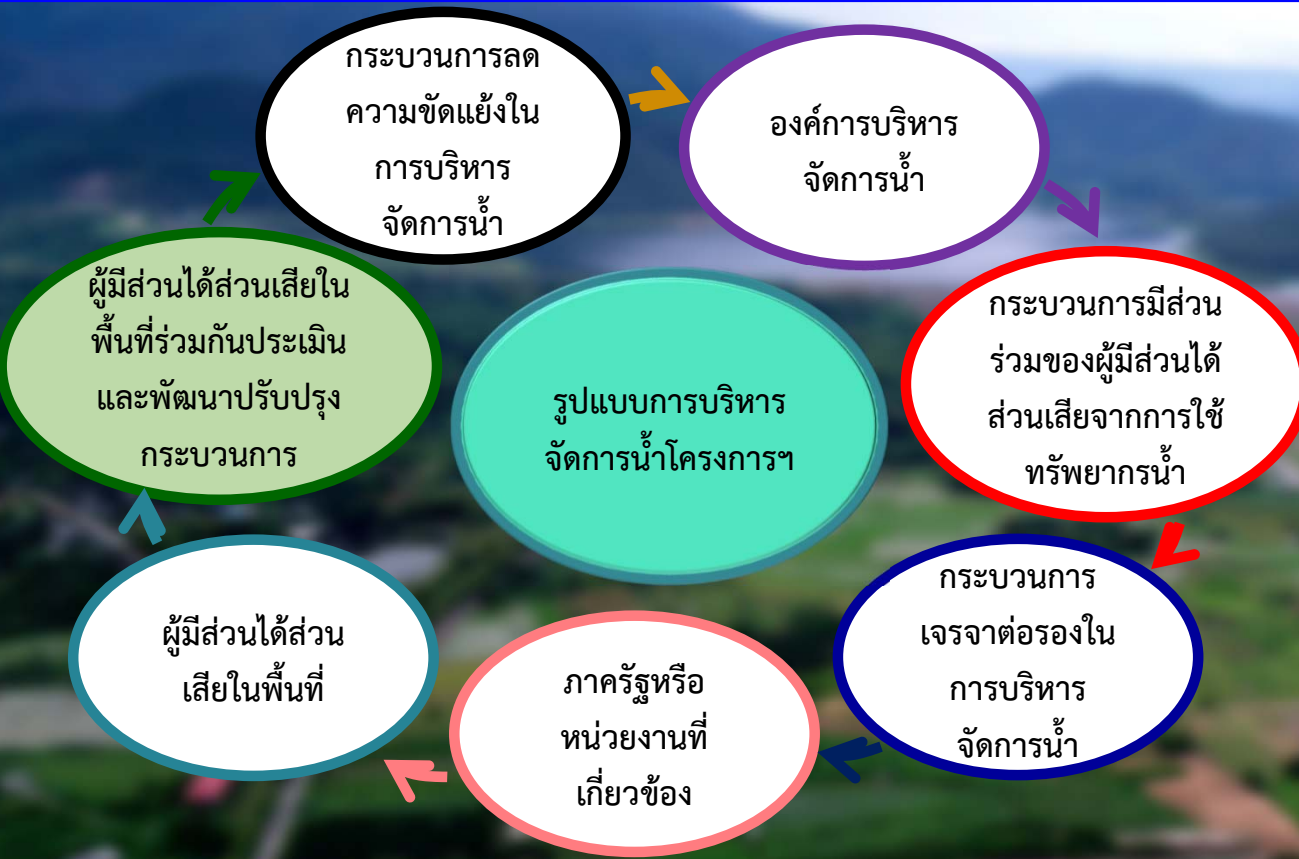 กระบวนการลด
ความขัดแย้งใน
การบริหาร
จัดการน้ำ
องค์การบริหาร
จัดการน้ำ
กระบวนการมีส่วน
ร่วมของผู้มีส่วนได้
ส่วนเสียจากการใช้
ทรัพยากรน้ำ
กระบวนการ
เจรจาต่อรองใน
การบริหาร
จัดการน้ำ
ภาครัฐหรือ
หน่วยงานที่
เกี่ยวข้อง
ผู้มีส่วนได้ส่วน
เสียในพื้นที่
ผู้มีส่วนได้ส่วนเสียใน
พื้นที่ร่วมกันประเมิน
และพัฒนาปรับปรุง
กระบวนการ
รูปแบบการบริหาร
จัดการน้ำโครงการฯ